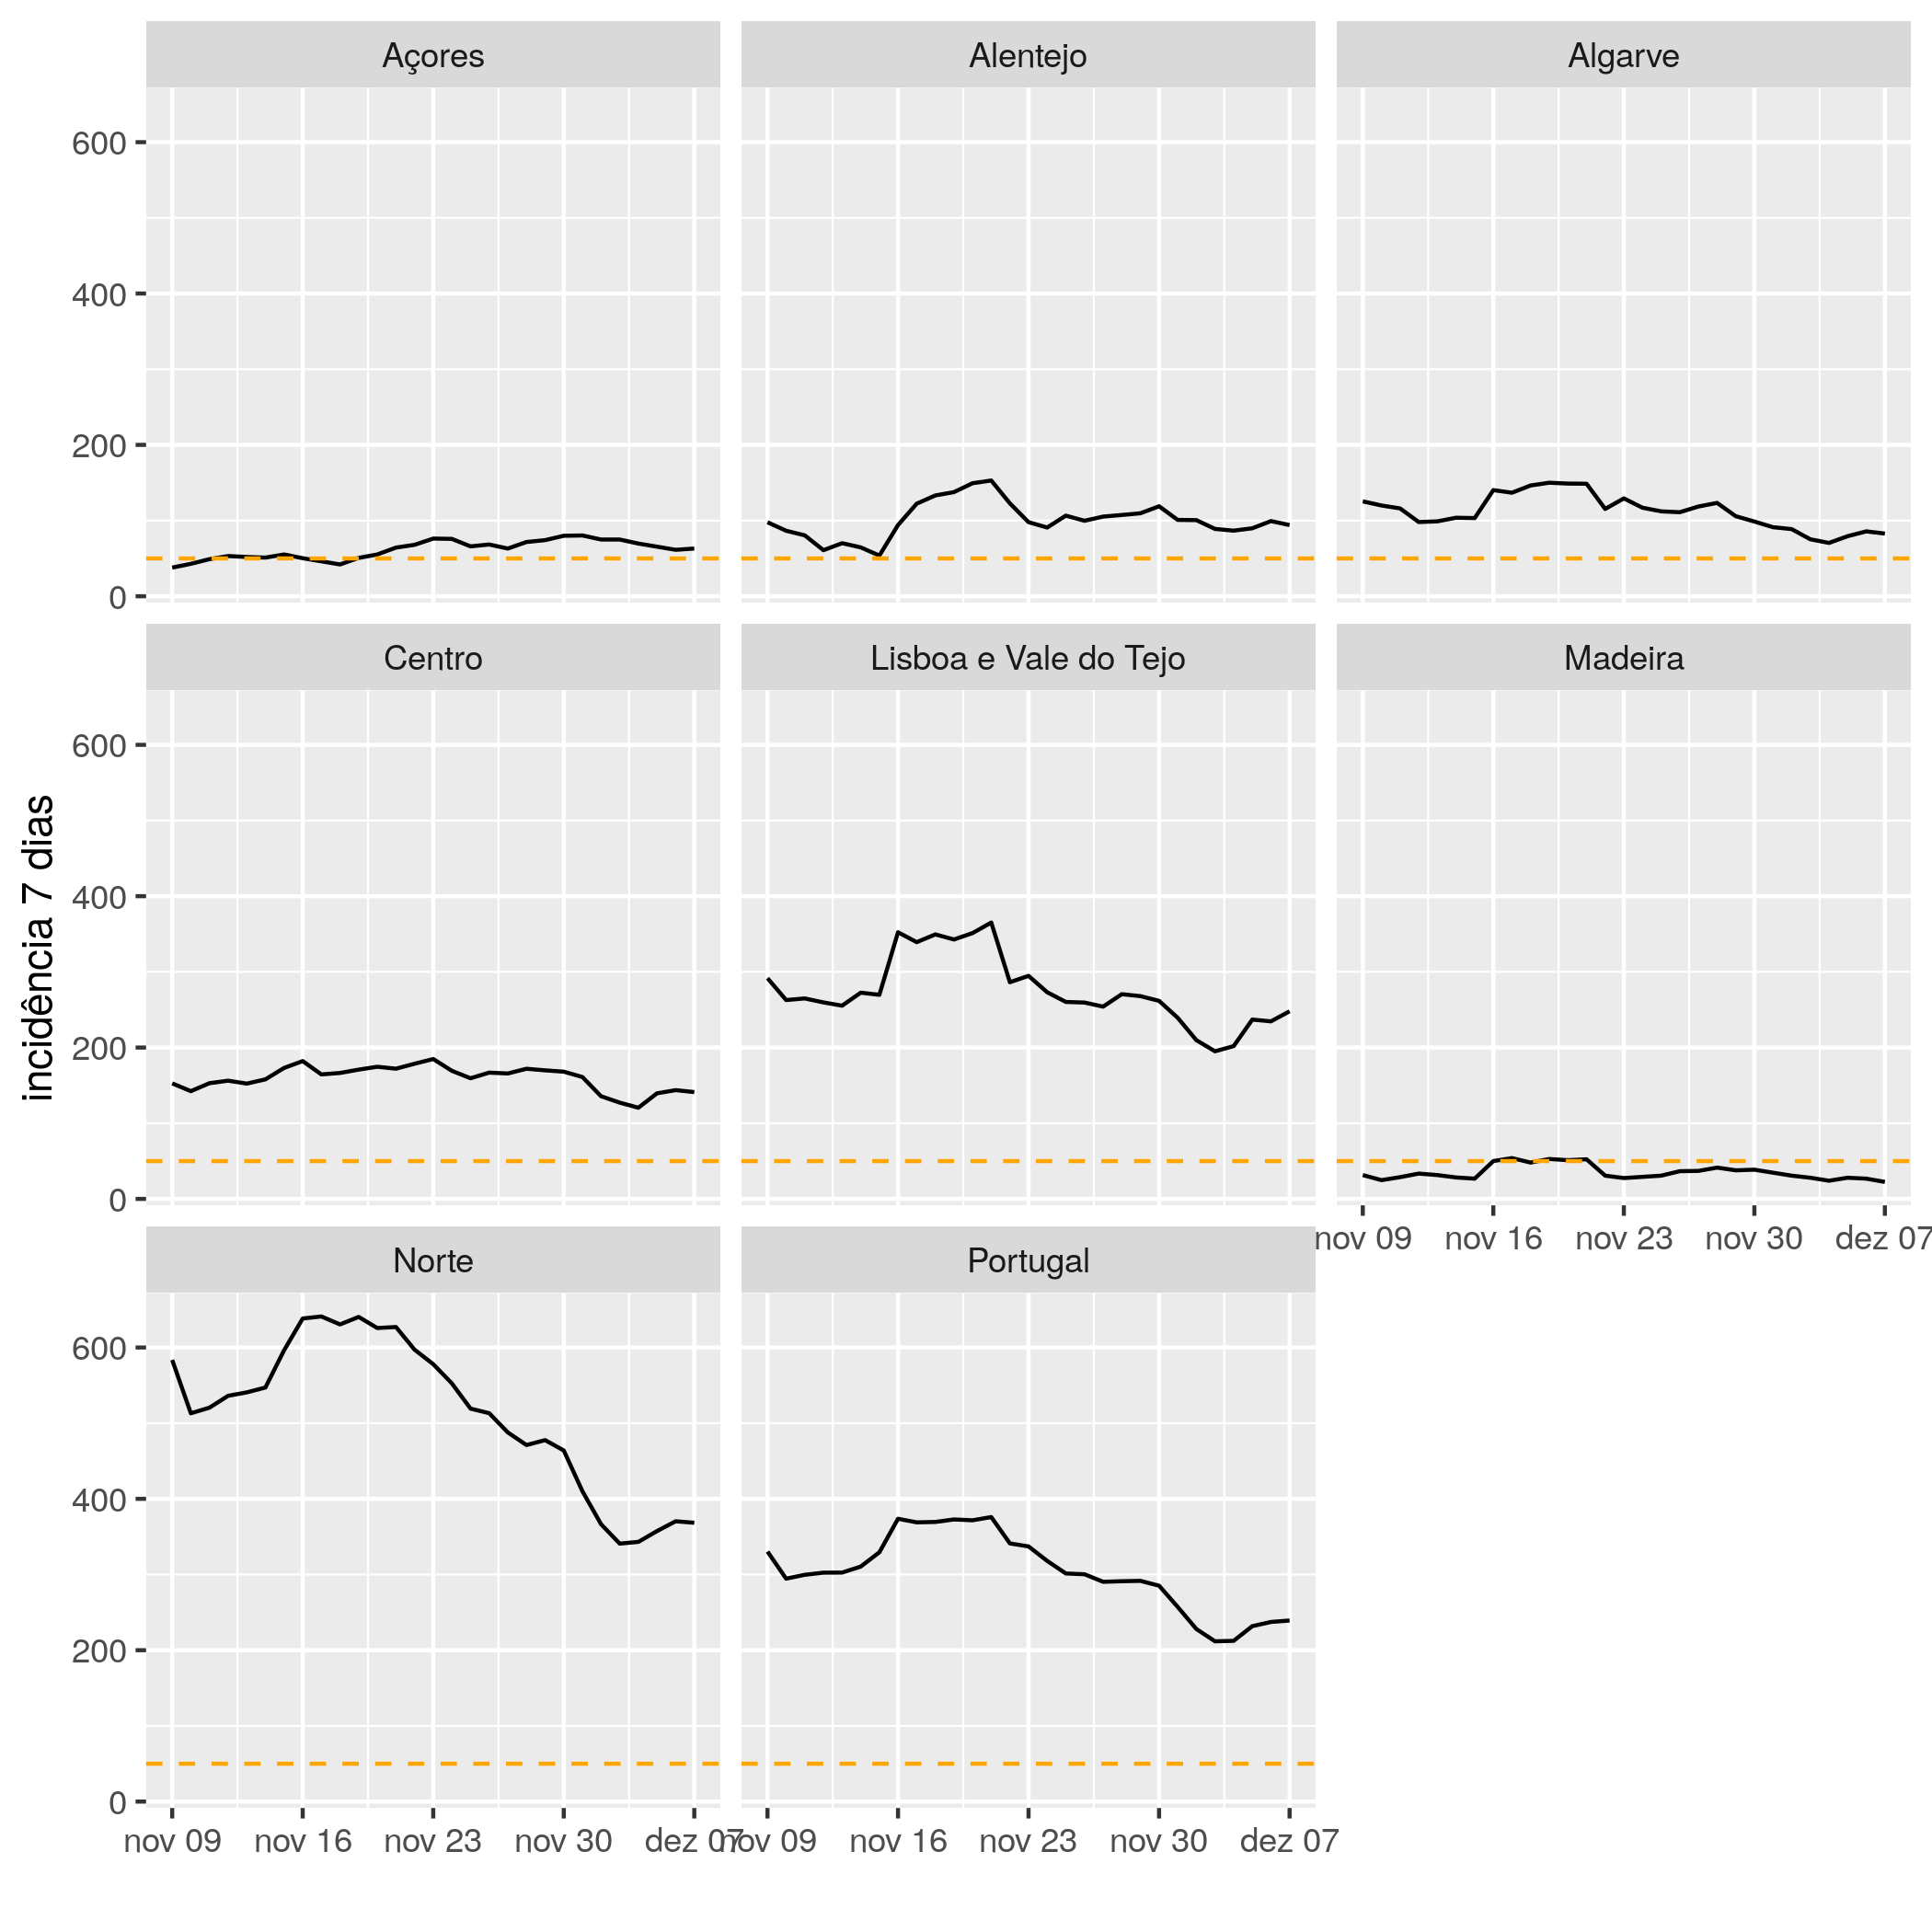 Açores
Alentejo
Algarve
600
400
200
0
Centro
Lisboa e Vale do Tejo
Madeira
600
400
200
0
incidência 7 dias
nov 09 nov 16 nov 23 nov 30 dez 07
Norte
Portugal
600
400
200
0
nov 09 nov 16 nov 23 nov 30 dez 07
nov 09 nov 16 nov 23 nov 30 dez 07